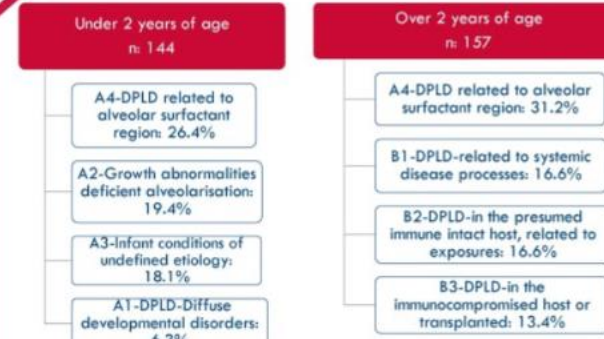 Under 2 years of age
n: 144
A4-DPLD related to
alveolar surfactant
region: 26.4%
A2-Growth abnormalities
deficient alveolarisation:
19.4%
A3-Infant conditions of
undefined etiology:
18.1%
A1-DPLD-Diffuse
developmental disorders:
Over 2 years of age
n: 157
A4-DPLD related to alveolar
surfactant region: 31.2%
B1-DPLD-related to systemic
disease processes: 16.6%
B2-DPLD-in the presumed
immune intact host, related to
exposures: 16.6%
B3-DPLD-in the
immunocompromised host or
transplanted: 13.4%